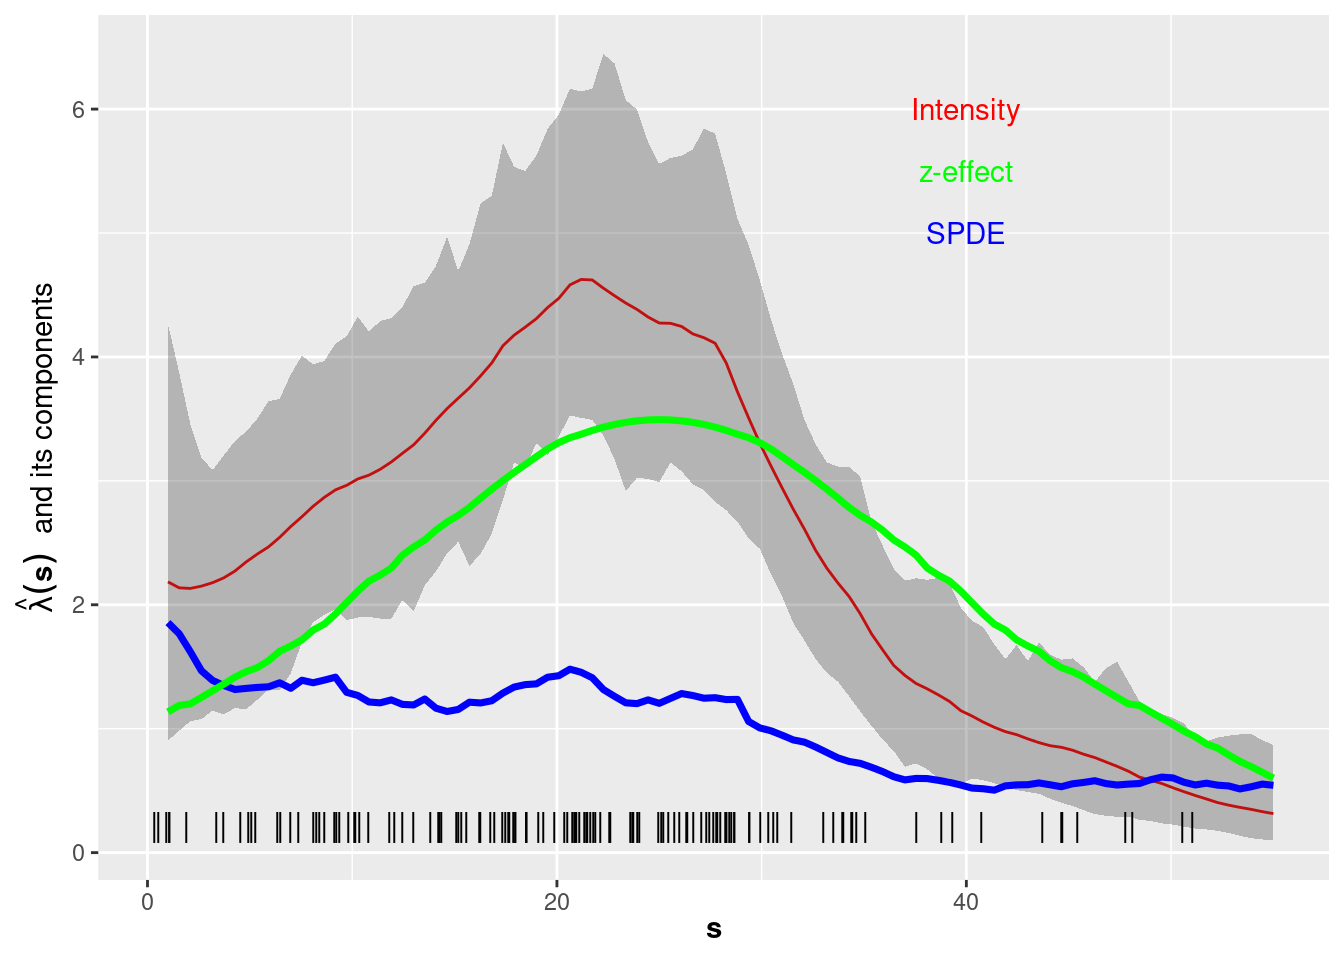 Intensity
z-effect
SPDE
λ̂(s) and its components
6
4
2
0
0 20 40
s